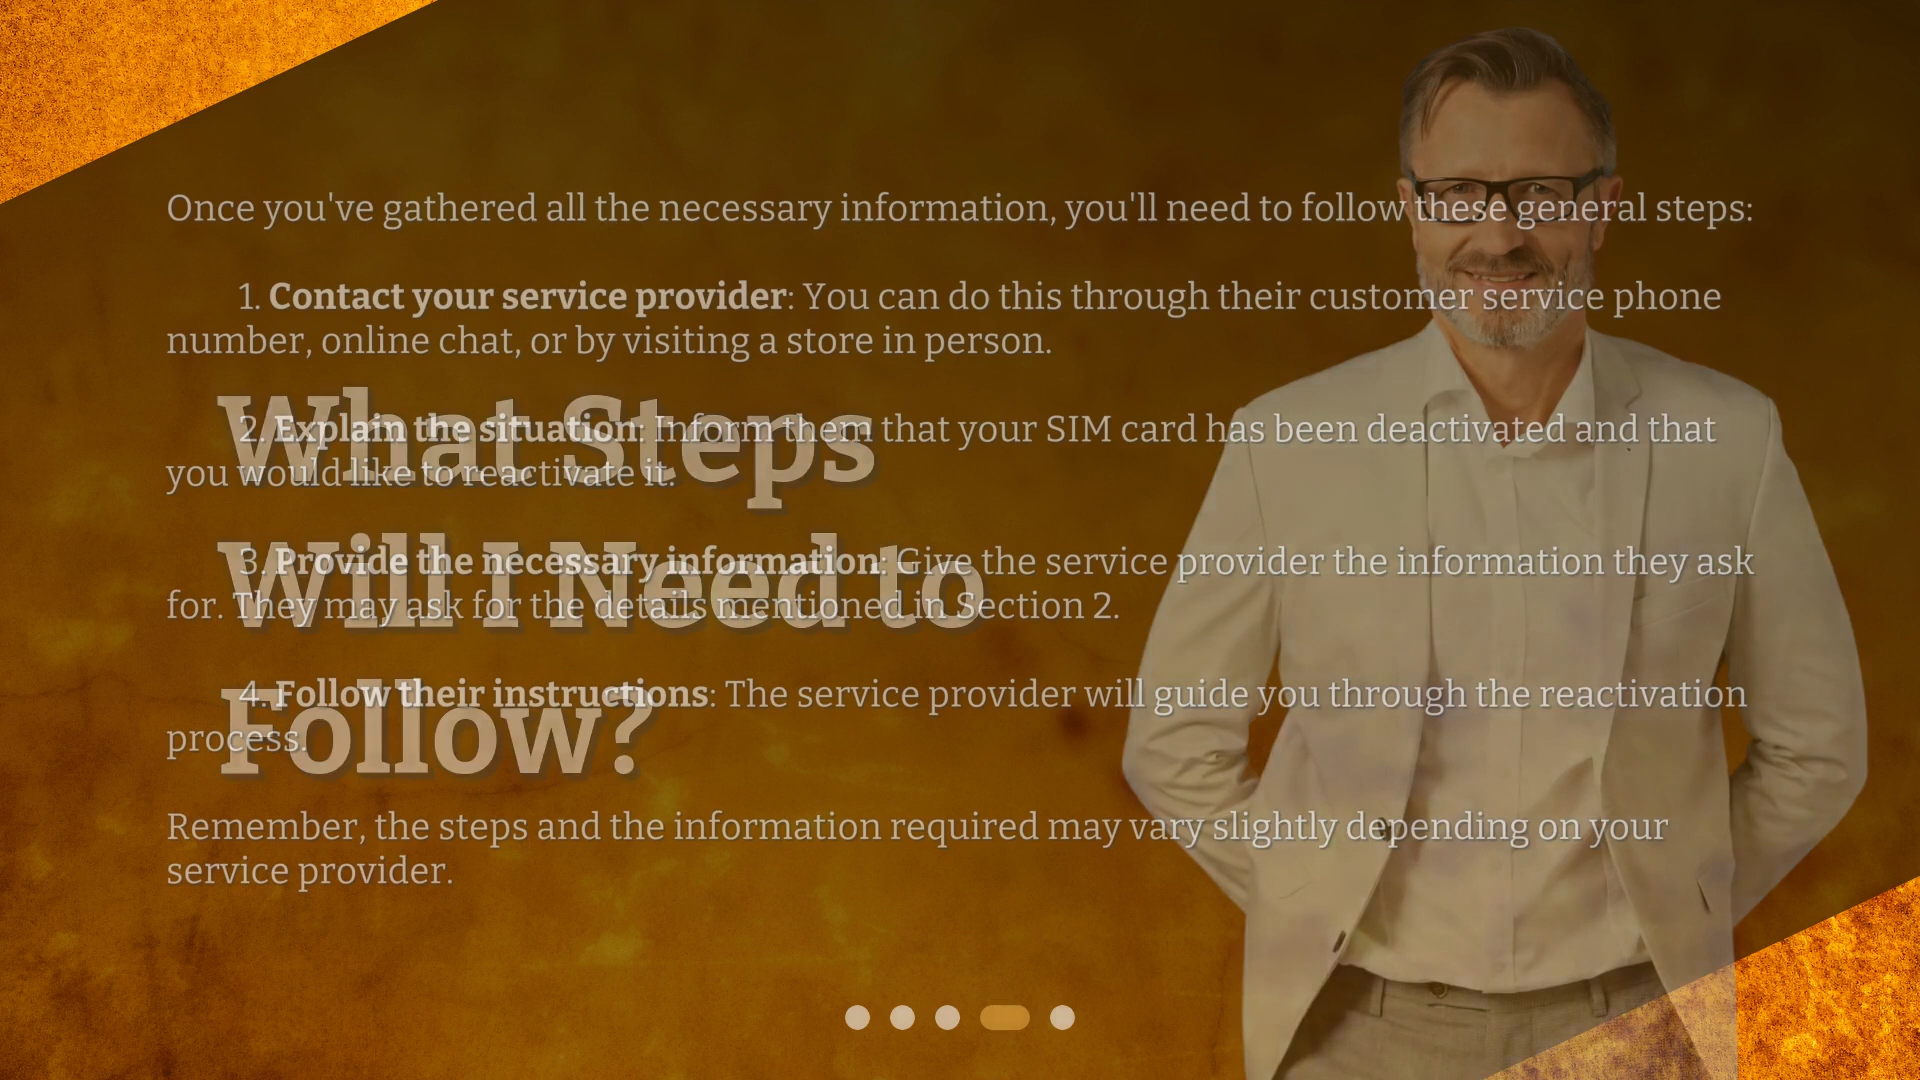 Once you've gathered all the necessary information, you'll need to follow these general steps:
1. Contact your service provider: You can do this through their customer service phone
number, online chat, or by visiting a store in person.
2. Explain the situation: Inform them that your SIM card has been deactivated and that
you would like to reactivate it.
3. Provide the necessary information: Give the service provider the information they ask
for. They may ask for the details mentioned in Section 2.
4. Follow their instructions: The service provider will guide you through the reactivation
process.
Remember, the steps and the information required may vary slightly depending on your
service provider.
What Steps
Will I Need to
Follow?